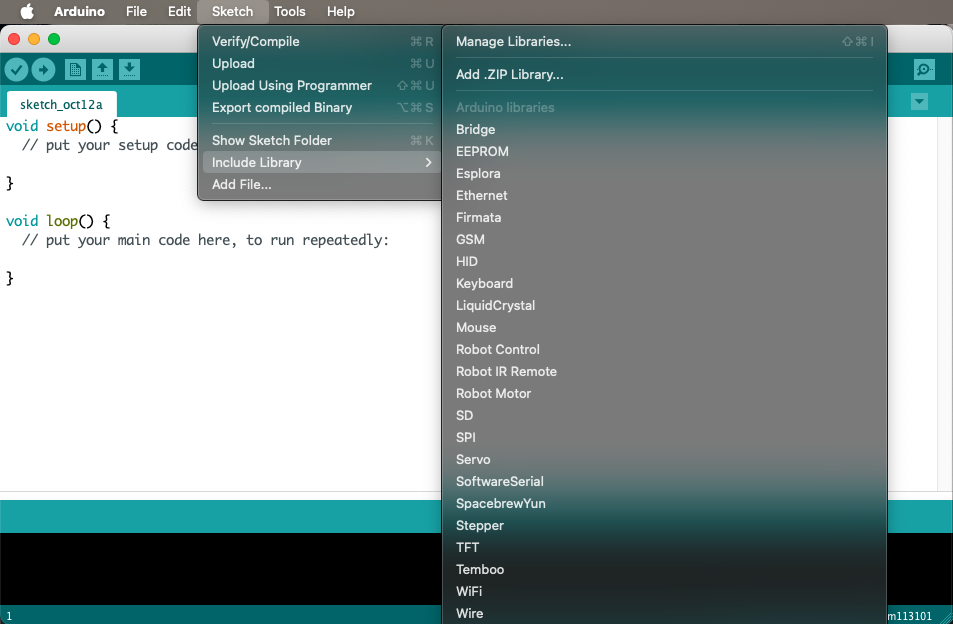 Arduino File Edit Sketch Tools Help
Verify/Compile ⌘ R
Upload ⌘ U
Upload Using Programmer ⇧ ⌘ U
Export compiled Binary ⌥ ⌘ S
Show Sketch Folder ⌘ K
Include Library
Add File...
Manage Libraries... ⇧ ⌘ I
Add .ZIP Library...
Arduino libraries
Bridge
EEPROM
Esplora
Ethernet
Firmata
GSM
HID
Keyboard
LiquidCrystal
Mouse
Robot Control
Robot IR Remote
Robot Motor
SD
SPI
Servo
SoftwareSerial
SpacebrewYun
Stepper
TFT
Temboo
WiFi
Wire
sketch_oct12a
void setup() {
// put your setup code
}
void loop() {
// put your main code here, to run repeatedly:
}
1
m113101